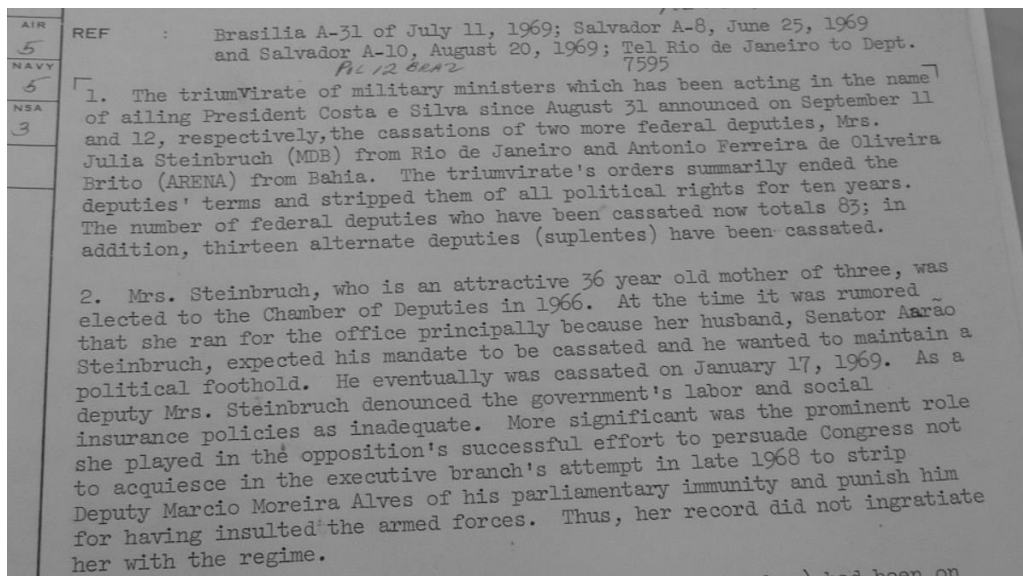 AIR
5
NAVY
5
NSA
3
REF : Brasilia A-31 of July 11, 1969; Salvador A-8, June 25, 1969
and Salvador A-10, August 20, 1969; Tel Rio de Janeiro to Dept.
POL 12 BRAZ 7595
1. The triumVirate of military ministers which has been acting in the name
of ailing President Costa e Silva since August 31 announced on September 11
and 12, respectively, the cassations of two more federal deputies, Mrs.
Julia Steinbruch (MDB) from Rio de Janeiro and Antonio Ferreira de Oliveira
Brito (ARENA) from Bahia. The triumvirate's orders summarily ended the
deputies' terms and stripped them of all political rights for ten years.
The number of federal deputies who have been cassated now totals 83; in
addition, thirteen alternate deputies (suplentes) have been cassated.
2. Mrs. Steinbruch, who is an attractive 36 year old mother of three, was
elected to the Chamber of Deputies in 1966. At the time it was rumored
that she ran for the office principally because her husband, Senator Aarão
Steinbruch, expected his mandate to be cassated and he wanted to maintain a
political foothold. He eventually was cassated on January 17, 1969. As a
deputy Mrs. Steinbruch denounced the government's labor and social
insurance policies as inadequate. More significant was the prominent role
she played in the opposition's successful effort to persuade Congress not
to acquiesce in the executive branch's attempt in late 1968 to strip
Deputy Marcio Moreira Alves of his parliamentary immunity and punish him
for having insulted the armed forces. Thus, her record did not ingratiate
her with the regime.
had been on